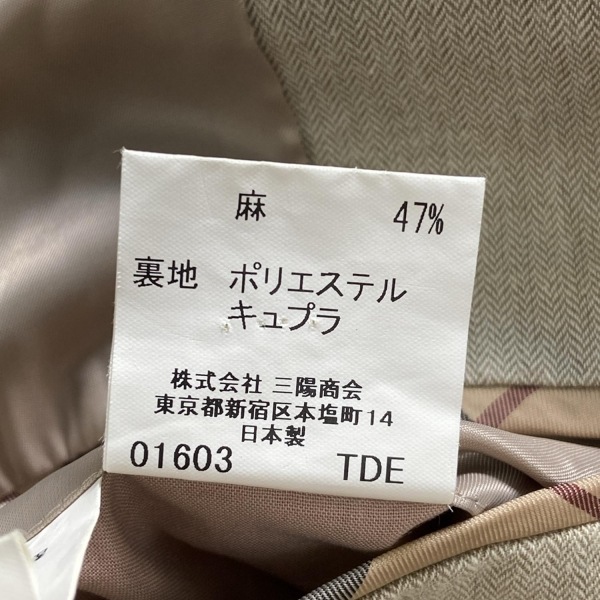 麻 47%
裏地 ポリエステル
キュプラ
株式会社 三陽商会
東京都新宿区本塩町14
日本製
01603 TDE